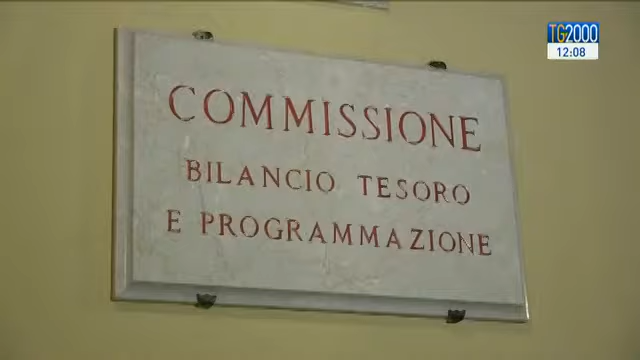 TG2000
12:08
COMMISSIONE
BILANCIO TESORO
E PROGRAMMAZIONE